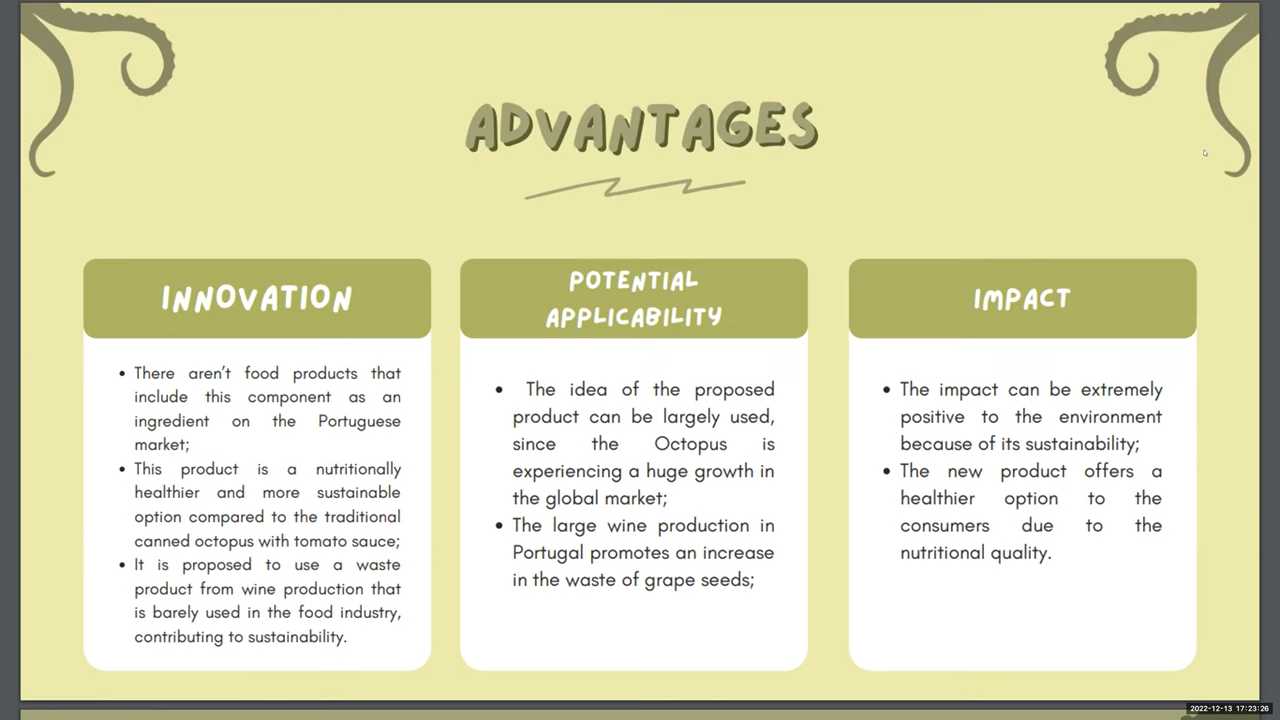 ADVANTAGES
INNOVATION
There aren't food products that
include this component as an
ingredient on the Portuguese
market;
This product is a nutritionally
healthier and more sustainable
option compared to the traditional
canned octopus with tomato sauce;
It is proposed to use a waste
product from wine production that
is barely used in the food industry,
contributing to sustainability.
POTENTIAL
APPLICABILITY
The idea of the proposed
product can be largely used,
since the Octopus is
experiencing a huge growth in
the global market;
The large wine production in
Portugal promotes an increase
in the waste of grape seeds;
IMPACT
The impact can be extremely
positive to the environment
because of its sustainability;
The new product offers a
healthier option to the
consumers due to the
nutritional quality.
2022-12-13 17:23:26